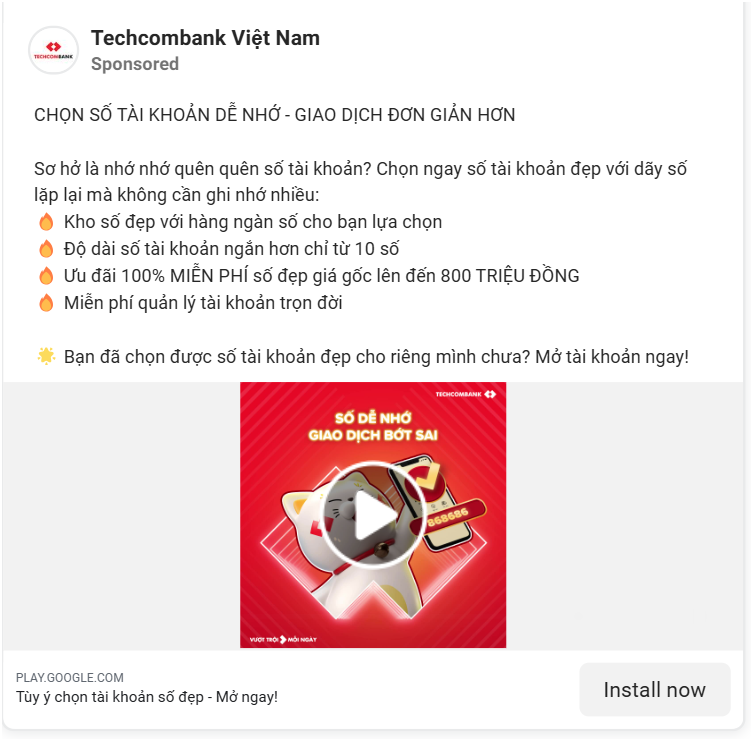 Techcombank Việt Nam
Sponsored
TECHCOMBANK
CHỌN SỐ TÀI KHOẢN DỄ NHỚ - GIAO DỊCH ĐƠN GIẢN HƠN
Sơ hở là nhớ nhớ quên quên số tài khoản? Chọn ngay số tài khoản đẹp với dãy số
lặp lại mà không cần ghi nhớ nhiều:
🔥 Kho số đẹp với hàng ngàn số cho bạn lựa chọn
🔥 Độ dài số tài khoản ngắn hơn chỉ từ 10 số
🔥 Ưu đãi 100% MIỄN PHÍ số đẹp giá gốc lên đến 800 TRIỆU ĐỒNG
🔥 Miễn phí quản lý tài khoản trọn đời
🌟 Bạn đã chọn được số tài khoản đẹp cho riêng mình chưa? Mở tài khoản ngay!
TECHCOMBANK
SỐ DỄ NHỚ
GIAO DỊCH BỚT SAI
868686
VƯỢT TRỘI MỖI NGÀY
PLAY.GOOGLE.COM
Tùy ý chọn tài khoản số đẹp - Mở ngay!
Install now